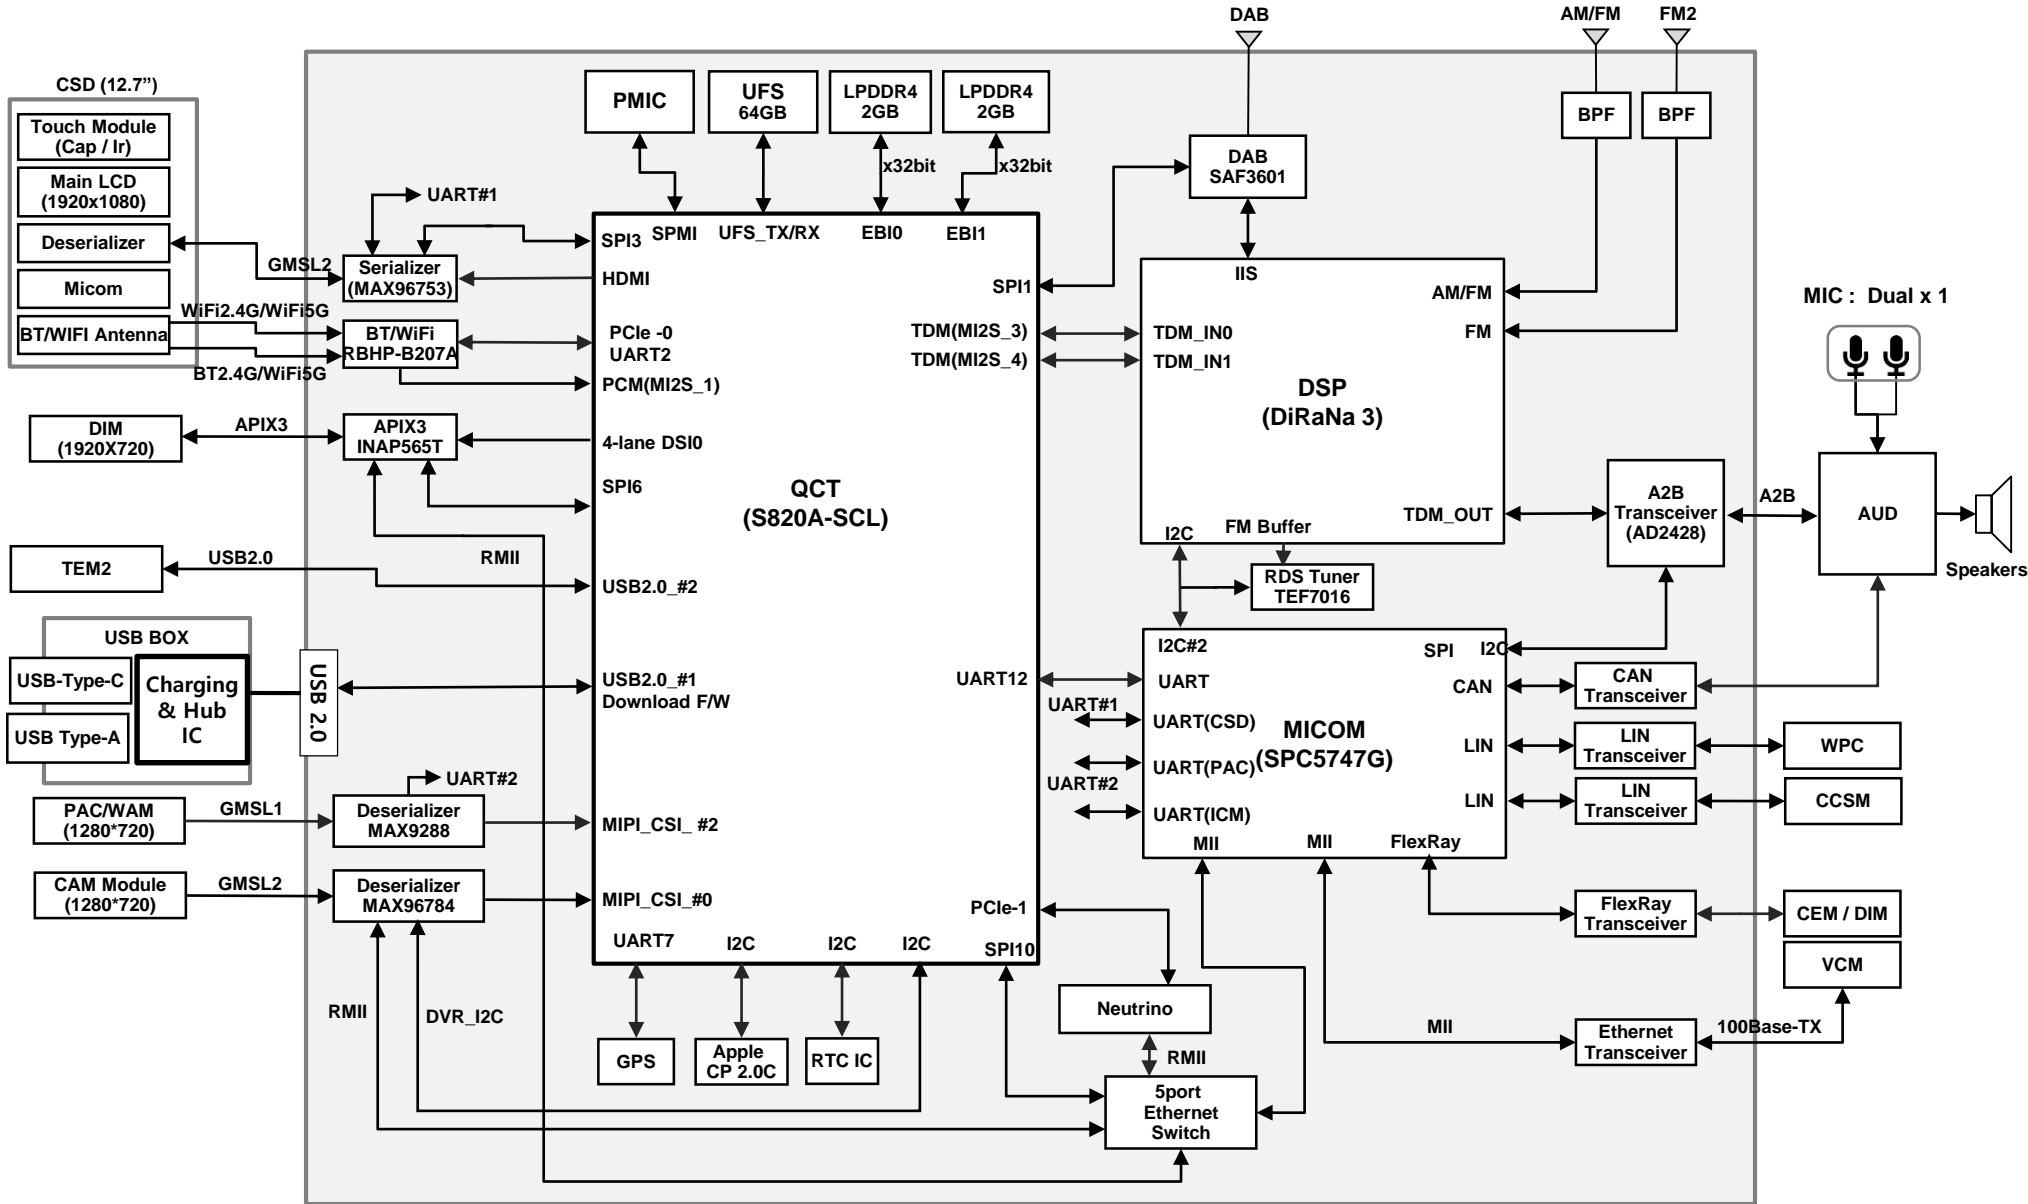 DAB
AM/FM
FM2
CSD (12.7”)
Touch Module
(Cap / Ir)
Main LCD
(1920x1080)
Deserializer
Micom
BT/WIFI Antenna
PMIC
UFS
64GB
LPDDR4
2GB
LPDDR4
2GB
BPF
BPF
x32bit
x32bit
DAB
SAF3601
UART#1
GMSL2
Serializer
(MAX96753)
WiFi2.4G/WiFi5G
BT/WiFi
RBHP-B207A
BT2.4G/WiFi5G
SPI3
SPMI
UFS_TX/RX
EBI0
EBI1
HDMI
SPI1
PCIe -0
UART2
PCM(MI2S_1)
TDM(MI2S_3)
TDM(MI2S_4)
IIS
AM/FM
TDM_IN0
FM
TDM_IN1
DSP
(DiRaNa 3)
MIC :  Dual x 1
DIM
(1920X720)
APIX3
APIX3
INAP565T
4-lane DSI0
SPI6
QCT
(S820A-SCL)
TDM_OUT
I2C
FM Buffer
A2B
Transceiver
(AD2428)
A2B
AUD
Speakers
RMII
TEM2
USB2.0
USB2.0_#2
RDS Tuner
TEF7016
USB BOX
USB-Type-C
USB Type-A
Charging
& Hub
IC
USB 2.0
USB2.0_#1
Download F/W
UART12
I2C#2
SPI
I2C
UART
CAN
CAN
Transceiver
UART#1
UART(CSD)
MICOM
(SPC5747G)
LIN
LIN
Transceiver
WPC
UART(PAC)
UART#2
UART(ICM)
LIN
LIN
Transceiver
CCSM
MII
MII
FlexRay
UART#2
PAC/WAM
(1280*720)
GMSL1
Deserializer
MAX9288
MIPI_CSI_ #2
CAM Module
(1280*720)
GMSL2
Deserializer
MAX96784
MIPI_CSI_#0
PCIe-1
UART7
I2C
I2C
I2C
SPI10
FlexRay
Transceiver
CEM / DIM
VCM
RMII
DVR_I2C
Neutrino
MII
Ethernet
Transceiver
100Base-TX
GPS
Apple
CP 2.0C
RTC IC
RMII
5port
Ethernet
Switch